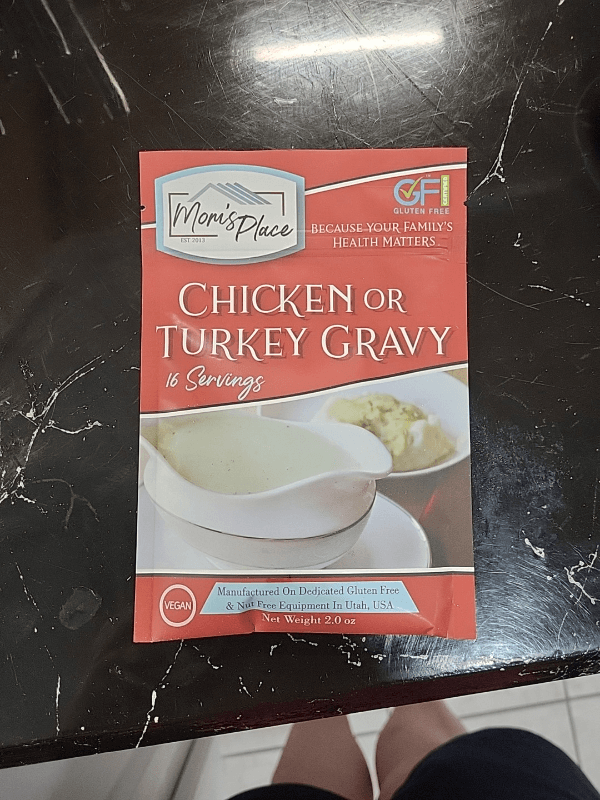 Mom's Place
EST. 2013
GF
CERTIFIED
GLUTEN FREE
BECAUSE YOUR FAMILY'S
HEALTH MATTERS
CHICKEN OR
TURKEY GRAVY
16 Servings
VEGAN
Manufactured On Dedicated Gluten Free
& Nut Free Equipment In Utah, USA
Net Weight 2.0 oz